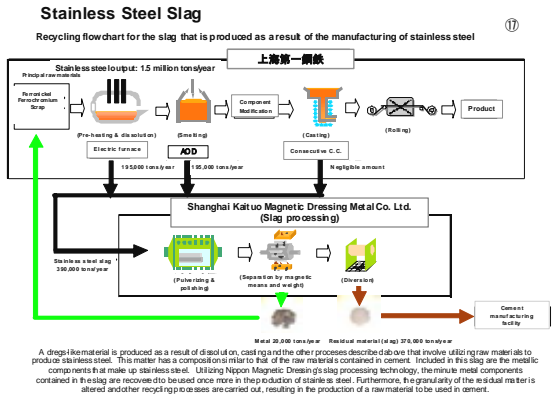 Stainless Steel Slag
⑰
Recycling flowchart for the slag that is produced as a result of the manufacturing of stainless steel
上海第一鋼鉄
Stainless steel output: 1.5 million tons/year
Principal raw materials
Ferronickel
Ferrochromium
Scrap
Component
Modification
Product
(Pre-heating & dissolution)
(Smelting)
(Casting)
(Rolling)
Electric furnace
AOD
Consecutive C.C.
195,000 tons/year
195,000 tons/year
Negligible amount
Shanghai Kaituo Magnetic Dressing Metal Co. Ltd.
(Slag processing)
Stainless steel slag
390,000 tons/year
(Pulverizing &
polishing)
(Separation by magnetic
means and weight)
(Diversion)
Cement
manufacturing
facility
Metal 20,000 tons/year
Residual material (slag) 370,000 tons/year
A dregs-like material is produced as a result of dissolution, casting and the other processes described above that involve utilizing raw materials to
produce stainless steel. This matter has a composition similar to that of the raw materials contained in cement. Included in this slag are the metallic
components that make up stainless steel. Utilizing Nippon Magnetic Dressing's slag processing technology, the minute metal components
contained in the slag are recovered to be used once more in the production of stainless steel. Furthermore, the granularity of the residual matter is
altered and other recycling processes are carried out, resulting in the production of a raw material to be used in cement.